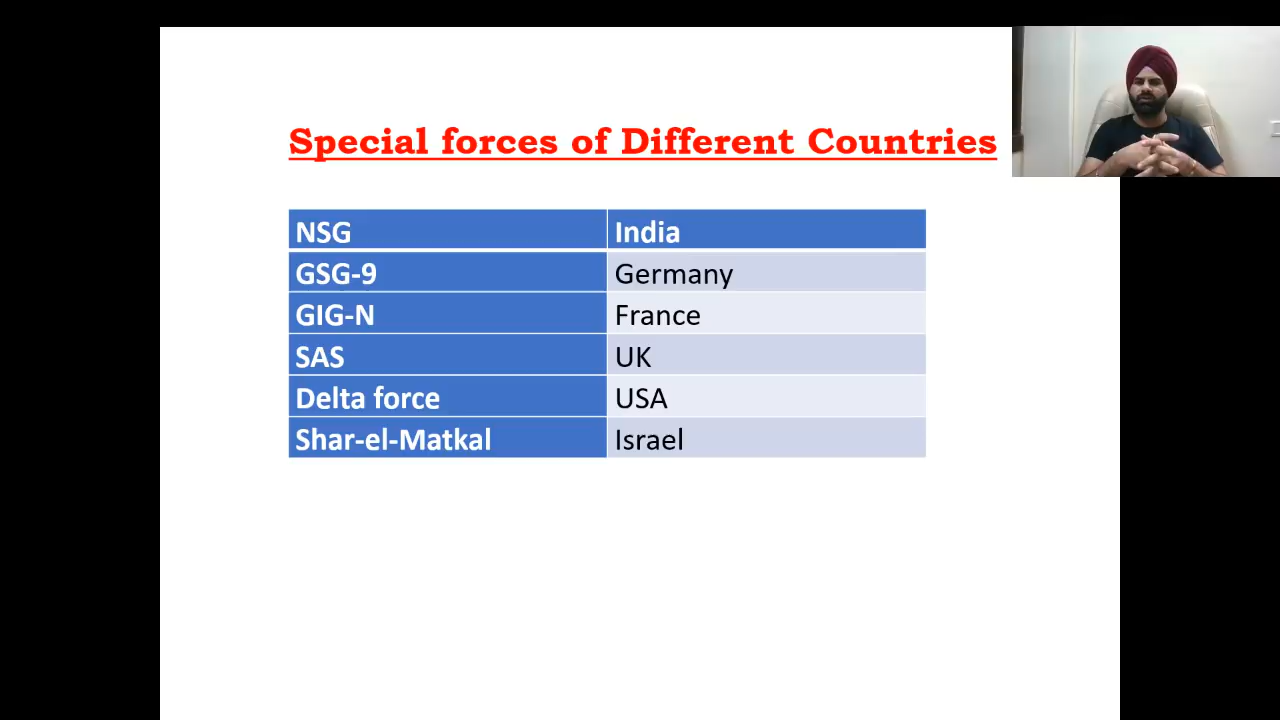 Special forces of Different Countries
NSG India
GSG-9 Germany
GIG-N France
SAS UK
Delta force USA
Shar-el-Matkal Israel